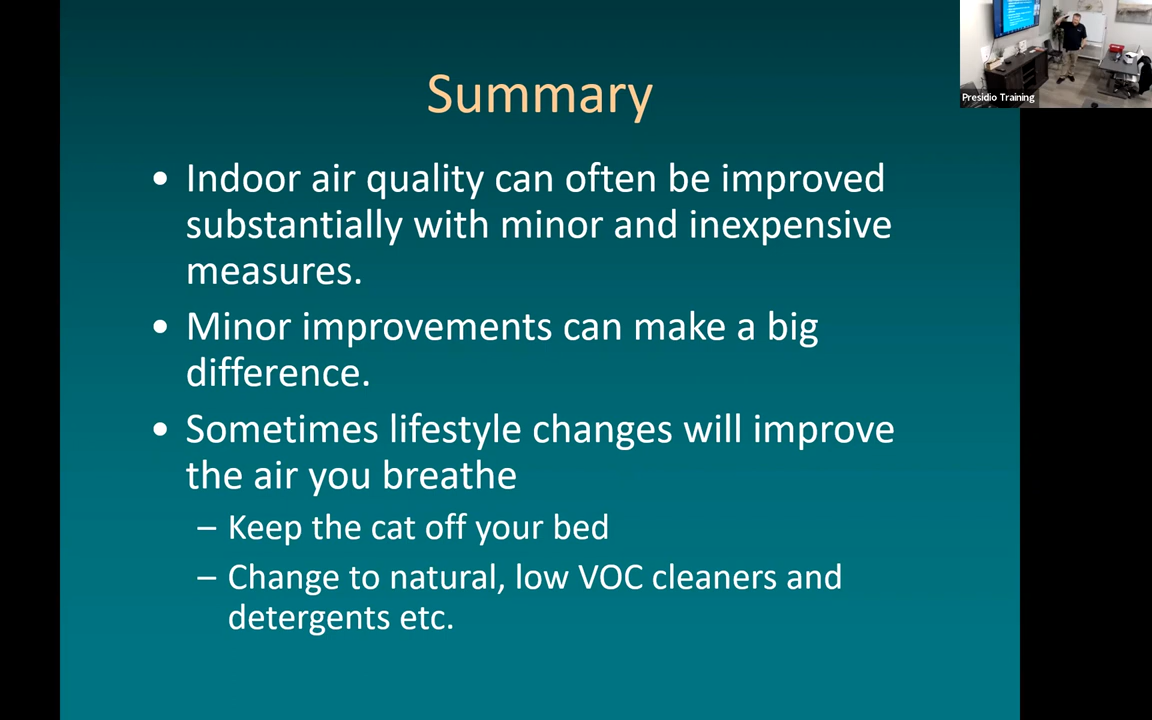 Summary
• Indoor air quality can often be improved
substantially with minor and inexpensive
measures.
• Minor improvements can make a big
difference.
• Sometimes lifestyle changes will improve
the air you breathe
– Keep the cat off your bed
– Change to natural, low VOC cleaners and
detergents etc.
Presidio Training